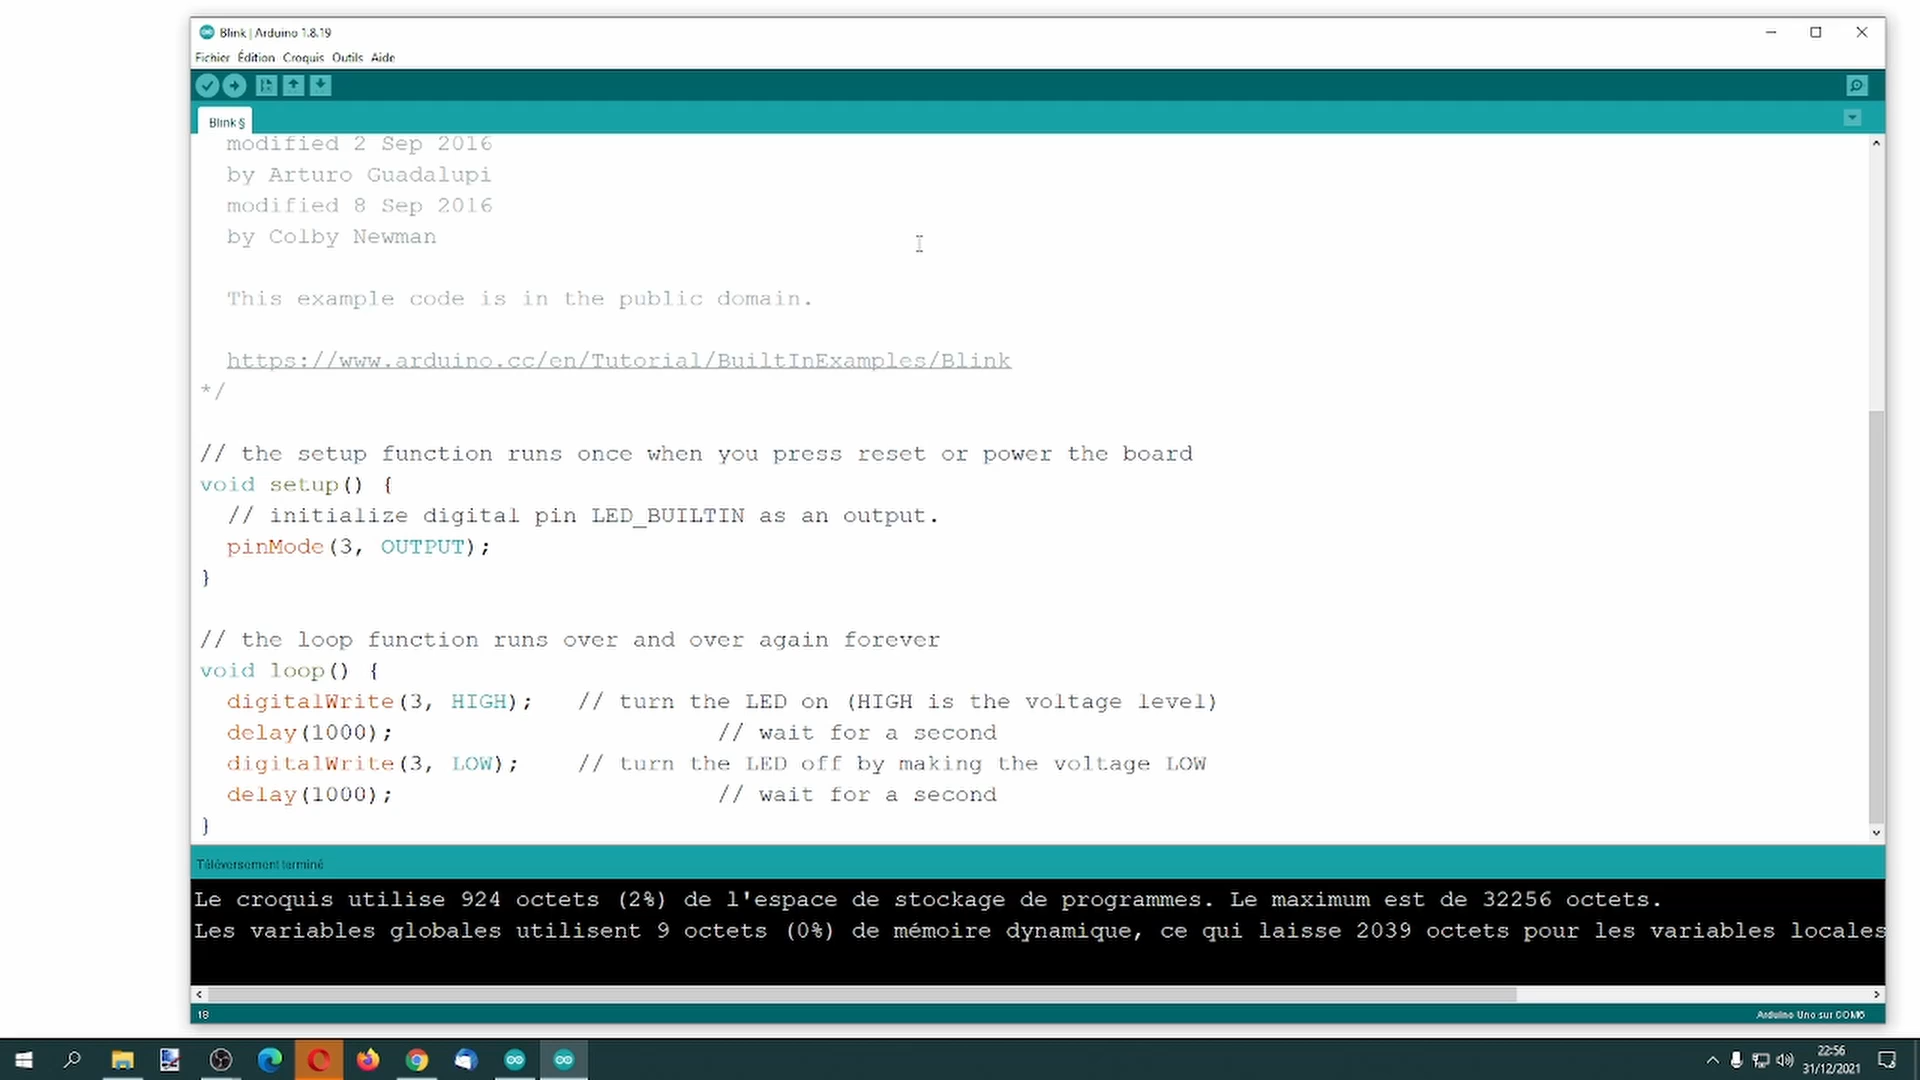 Blink | Arduino 1.8.19
Fichier Édition Croquis Outils Aide
Blink §
modified 2 Sep 2016
by Arturo Guadalupi
modified 8 Sep 2016
by Colby Newman
This example code is in the public domain.
https://www.arduino.cc/en/Tutorial/BuiltInExamples/Blink
*/
// the setup function runs once when you press reset or power the board
void setup() {
// initialize digital pin LED_BUILTIN as an output.
pinMode(3, OUTPUT);
}
// the loop function runs over and over again forever
void loop() {
digitalWrite(3, HIGH);    // turn the LED on (HIGH is the voltage level)
delay(1000);    // wait for a second
digitalWrite(3, LOW);    // turn the LED off by making the voltage LOW
delay(1000);    // wait for a second
}
Téléversement terminé
Le croquis utilise 924 octets (2%) de l'espace de stockage de programmes. Le maximum est de 32256 octets.
Les variables globales utilisent 9 octets (0%) de mémoire dynamique, ce qui laisse 2039 octets pour les variables locales
18
Arduino Uno sur COM6
22:56
31/12/2021